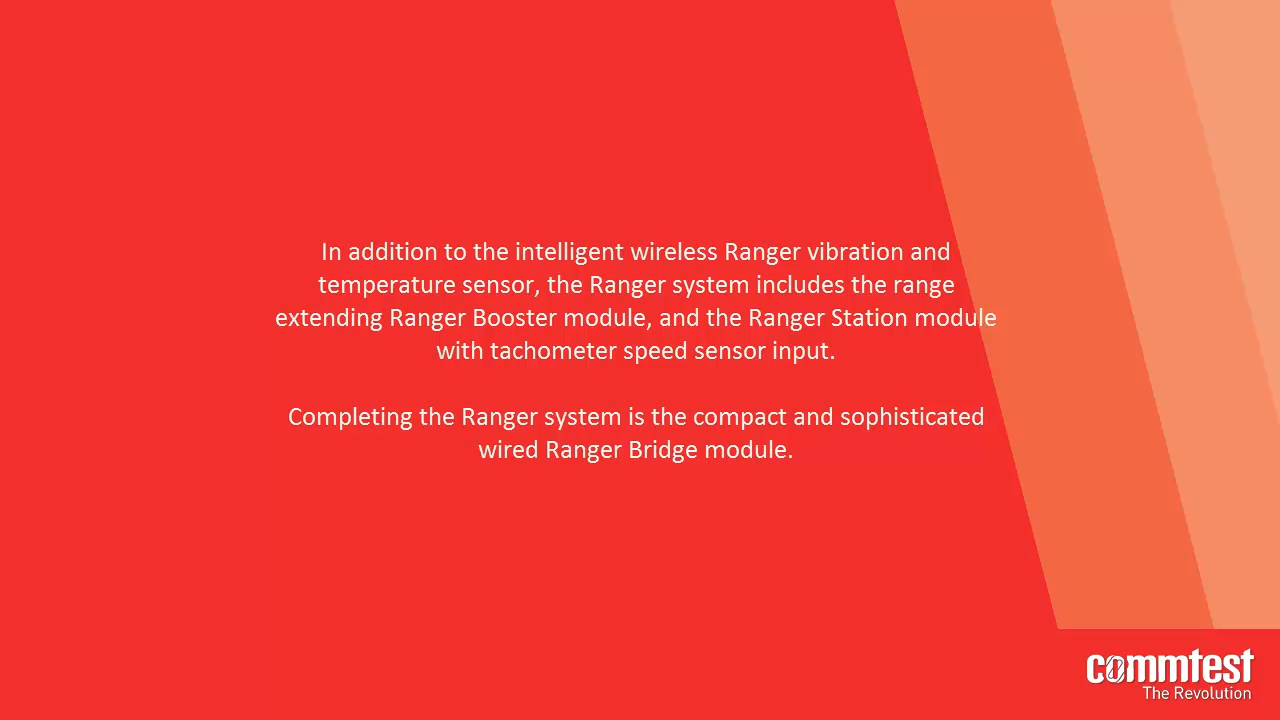 In addition to the intelligent wireless Ranger vibration and
temperature sensor, the Ranger system includes the range
extending Ranger Booster module, and the Ranger Station module
with tachometer speed sensor input.
Completing the Ranger system is the compact and sophisticated
wired Ranger Bridge module.
commtest
The Revolution